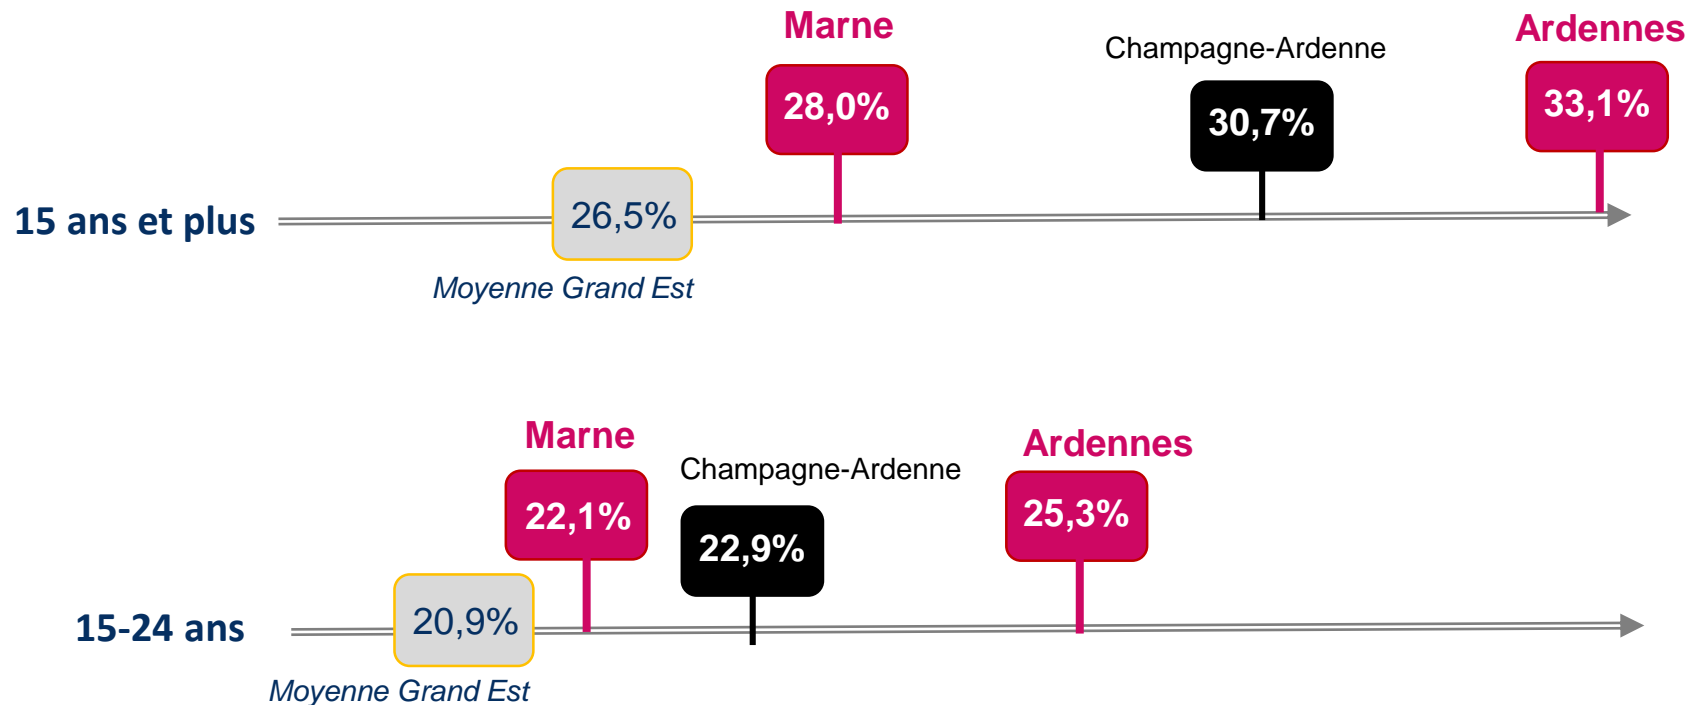 Marne
Champagne-Ardenne
Ardennes
28,0%
30,7%
33,1%
15 ans et plus
26,5%
Moyenne Grand Est
Marne
Champagne-Ardenne
Ardennes
22,1%
22,9%
25,3%
15-24 ans
20,9%
Moyenne Grand Est